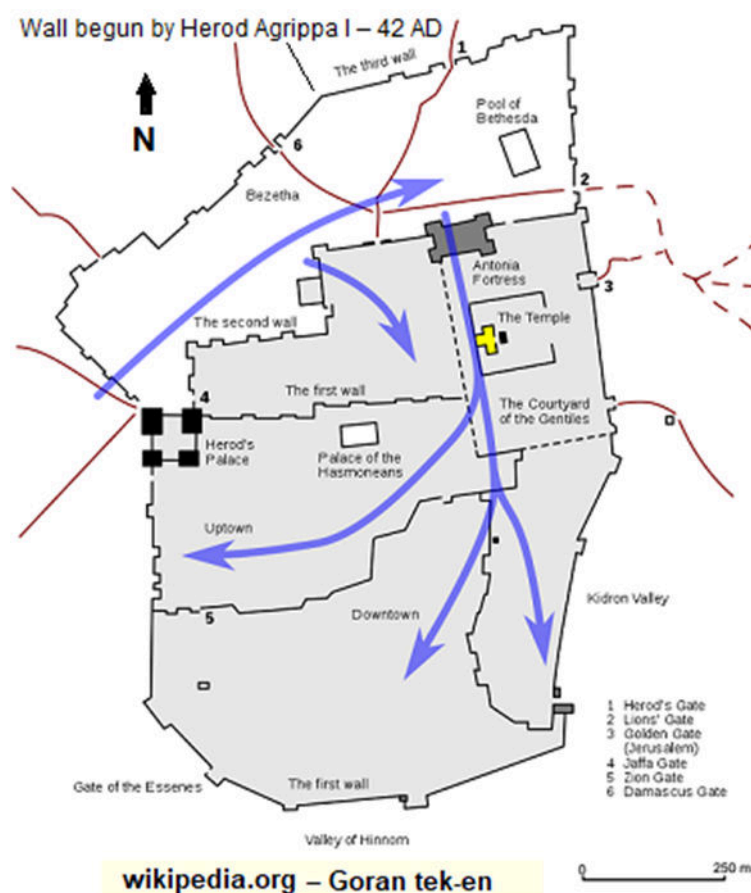 Wall begun by Herod Agrippa I – 42 AD
The third wall
1
N
Pool of
Bethesda
6
2
Bezetha
Antonia
Fortress
3
The second wall
The Temple
The first wall
4
The Courtyard
of the Gentiles
Herod's
Palace
Palace of the
Hasmoneans
Uptown
Kidron Valley
5
Downtown
1 Herod's Gate
2 Lions' Gate
3 Golden Gate
(Jerusalem)
4 Jaffa Gate
5 Zion Gate
6 Damascus Gate
Gate of the Essenes
The first wall
Valley of Hinnom
wikipedia.org – Goran tek-en
0
250 m